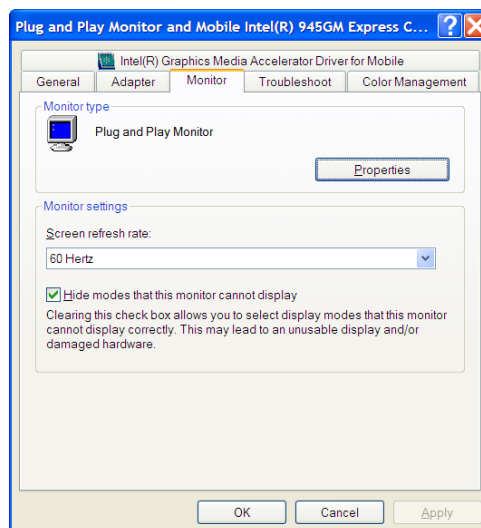 Plug and Play Monitor and Mobile Intel(R) 945GM Express C...
Intel(R) Graphics Media Accelerator Driver for Mobile
General Adapter Monitor Troubleshoot Color Management
Monitor type
Plug and Play Monitor
Properties
Monitor settings
Screen refresh rate:
60 Hertz
Hide modes that this monitor cannot display
Clearing this check box allows you to select display modes that this monitor
cannot display correctly. This may lead to an unusable display and/or
damaged hardware.
OK Cancel Apply